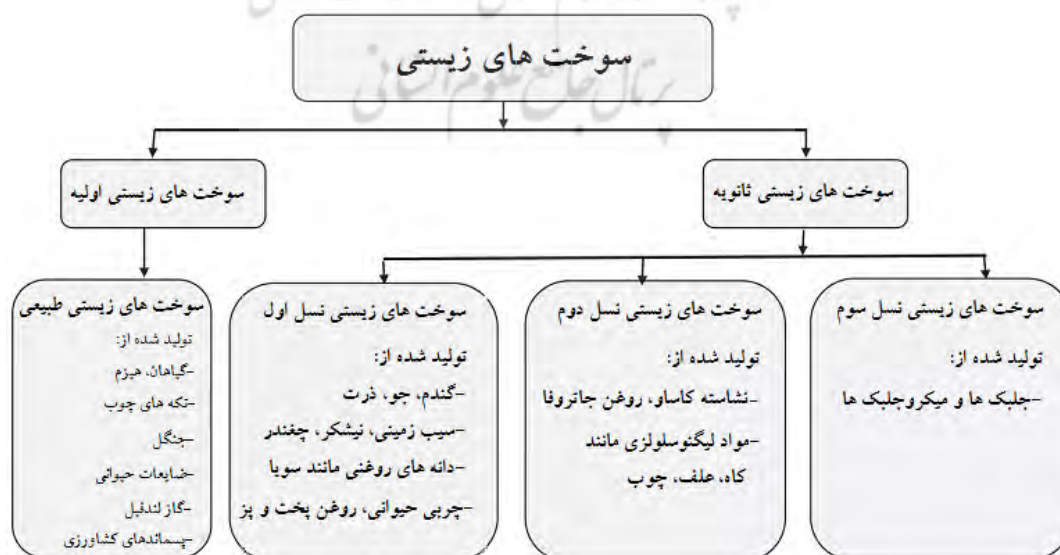 سوخت های زیستی
پرتال جامع علوم انسانی
سوخت های زیستی ثانویه
سوخت های زیستی اولیه
سوخت های زیستی نسل سوم
تولید شده از:
-جلبک ها و میکروجلبک ها
سوخت های زیستی نسل دوم
تولید شده از:
-نشاسته کاساو، روغن جاتروفا
-مواد لیگنوسلولزی مانند
کاه، علف، چوب
سوخت های زیستی نسل اول
تولید شده از:
-گندم، جو، ذرت
-سیب زمینی، نیشکر، چغندر
-دانه های روغنی مانند سویا
-چربی حیوانی، روغن پخت و پز
سوخت های زیستی طبیعی
تولید شده از:
-گیاهان، هیزم
-تکه های چوب
-جنگل
-ضایعات حیوانی
-گاز لندفیل
-پسماندهای کشاورزی